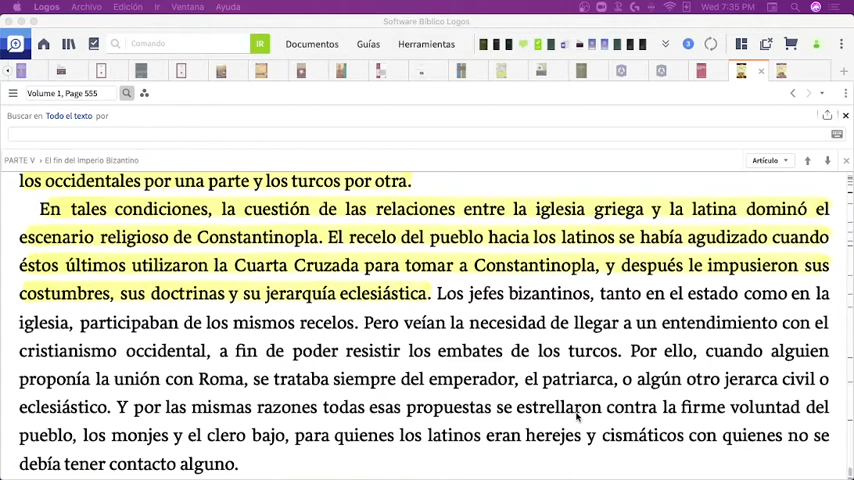 Logos Archivo Edición Ir Ventana Ayuda Wed 7:35 PM
Software Bíblico Logos
Comando IR Documentos Guías Herramientas 3
Volume 1, Page 555
Buscar en Todo el texto por
PARTE V › El fin del Imperio Bizantino Artículo
los occidentales por una parte y los turcos por otra.
En tales condiciones, la cuestión de las relaciones entre la iglesia griega y la latina dominó el
escenario religioso de Constantinopla. El recelo del pueblo hacia los latinos se había agudizado cuando
éstos últimos utilizaron la Cuarta Cruzada para tomar a Constantinopla, y después le impusieron sus
costumbres, sus doctrinas y su jerarquía eclesiástica. Los jefes bizantinos, tanto en el estado como en la
iglesia, participaban de los mismos recelos. Pero veían la necesidad de llegar a un entendimiento con el
cristianismo occidental, a fin de poder resistir los embates de los turcos. Por ello, cuando alguien
proponía la unión con Roma, se trataba siempre del emperador, el patriarca, o algún otro jerarca civil o
eclesiástico. Y por las mismas razones todas esas propuestas se estrellaron contra la firme voluntad del
pueblo, los monjes y el clero bajo, para quienes los latinos eran herejes y cismáticos con quienes no se
debía tener contacto alguno.